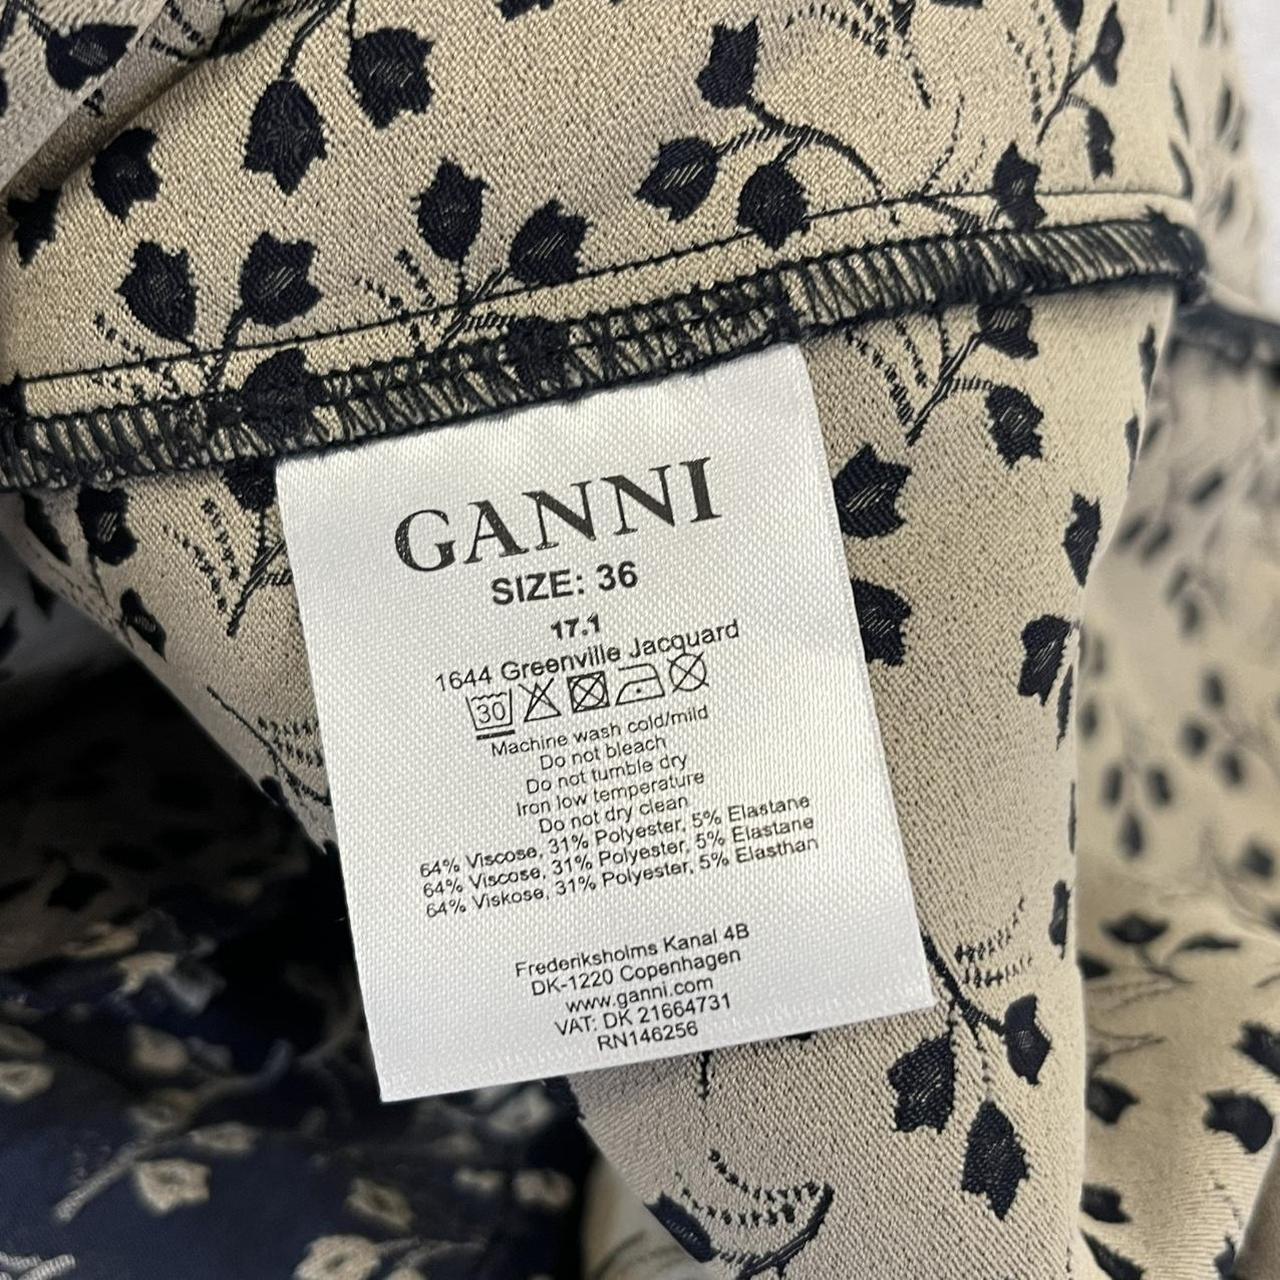 GANNI
SIZE: 36
17.1
1644 Greenville Jacquard
30
Machine wash cold/mild
Do not bleach
Do not tumble dry
Iron low temperature
Do not dry clean
64% Viscose, 31% Polyester, 5% Elastane
64% Viscose, 31% Polyester, 5% Elastane
64% Viskose, 31% Polyester, 5% Elasthan
Frederiksholms Kanal 4B
DK-1220 Copenhagen
www.ganni.com
VAT: DK 21664731
RN146256